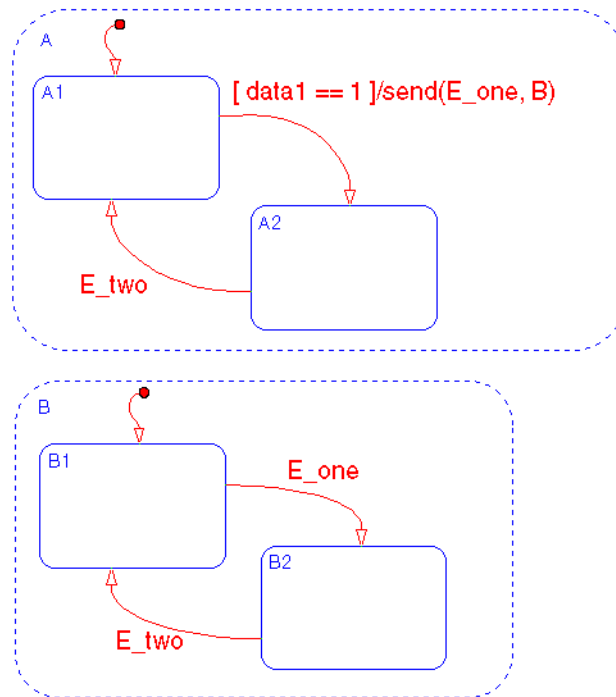 A
A1
[ data1 == 1 ]/send(E_one, B)
A2
E_two
B
B1
E_one
B2
E_two